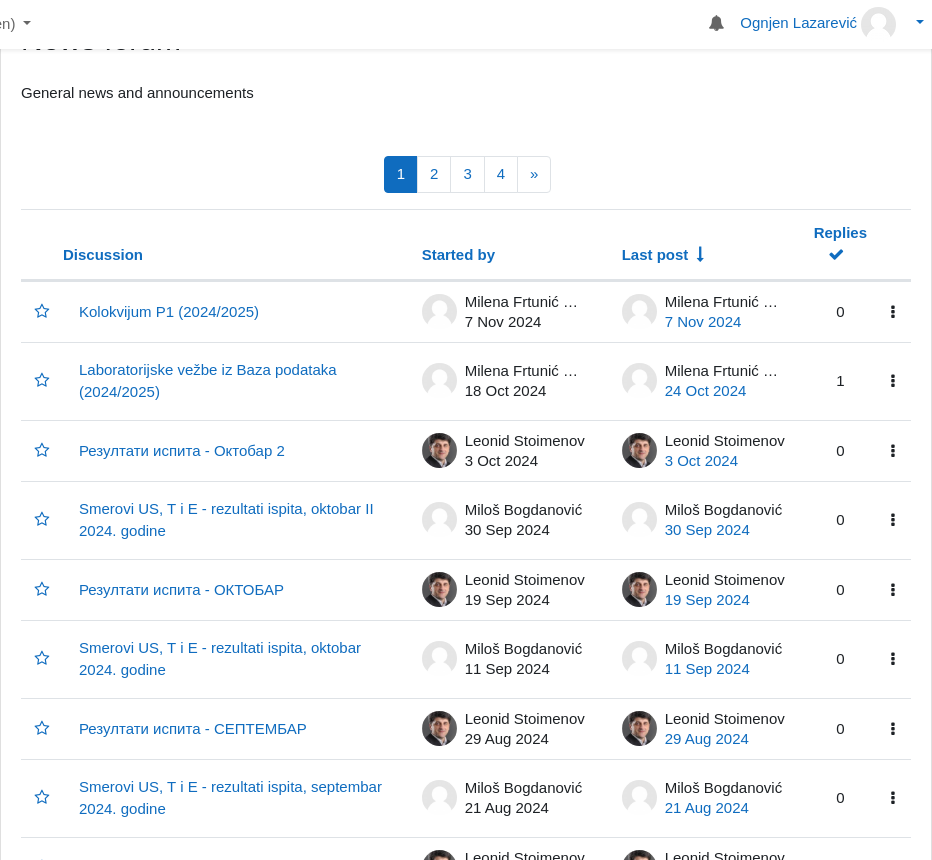 en)
Ognjen Lazarević
News forum
General news and announcements
1 2 3 4 »
Replies
Discussion Started by Last post
Kolokvijum P1 (2024/2025)
Milena Frtunić …
7 Nov 2024
Milena Frtunić …
7 Nov 2024
0
Laboratorijske vežbe iz Baza podataka
(2024/2025)
Milena Frtunić …
18 Oct 2024
Milena Frtunić …
24 Oct 2024
1
Резултати испита - Октобар 2
Leonid Stoimenov
3 Oct 2024
Leonid Stoimenov
3 Oct 2024
0
Smerovi US, T i E - rezultati ispita, oktobar II
2024. godine
Miloš Bogdanović
30 Sep 2024
Miloš Bogdanović
30 Sep 2024
0
Резултати испита - ОКТОБАР
Leonid Stoimenov
19 Sep 2024
Leonid Stoimenov
19 Sep 2024
0
Smerovi US, T i E - rezultati ispita, oktobar
2024. godine
Miloš Bogdanović
11 Sep 2024
Miloš Bogdanović
11 Sep 2024
0
Резултати испита - СЕПТЕМБАР
Leonid Stoimenov
29 Aug 2024
Leonid Stoimenov
29 Aug 2024
0
Smerovi US, T i E - rezultati ispita, septembar
2024. godine
Miloš Bogdanović
21 Aug 2024
Miloš Bogdanović
21 Aug 2024
0
Leonid Stoimenov
Leonid Stoimenov